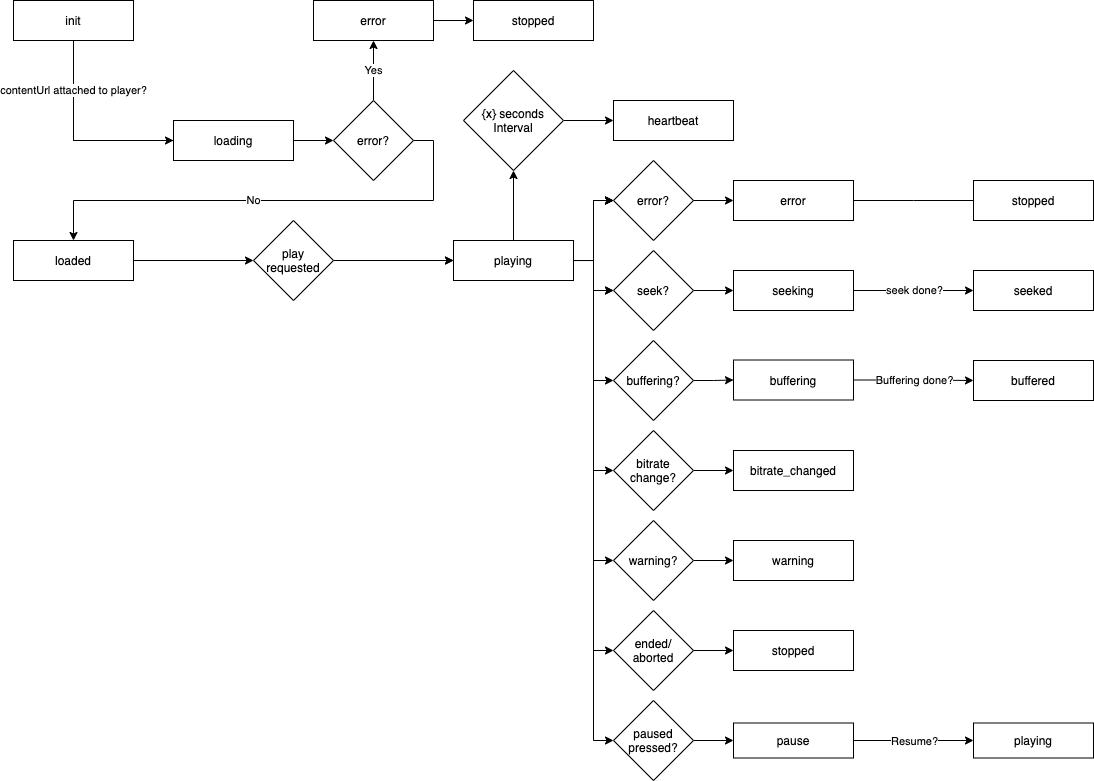 init
error
stopped
Yes
contentUrl attached to player?
loading
error?
{x} seconds
Interval
heartbeat
No
error?
error
stopped
loaded
play
requested
playing
seek?
seeking
seek done?
seeked
buffering?
buffering
Buffering done?
buffered
bitrate
change?
bitrate_changed
warning?
warning
ended/
aborted
stopped
paused
pressed?
pause
Resume?
playing